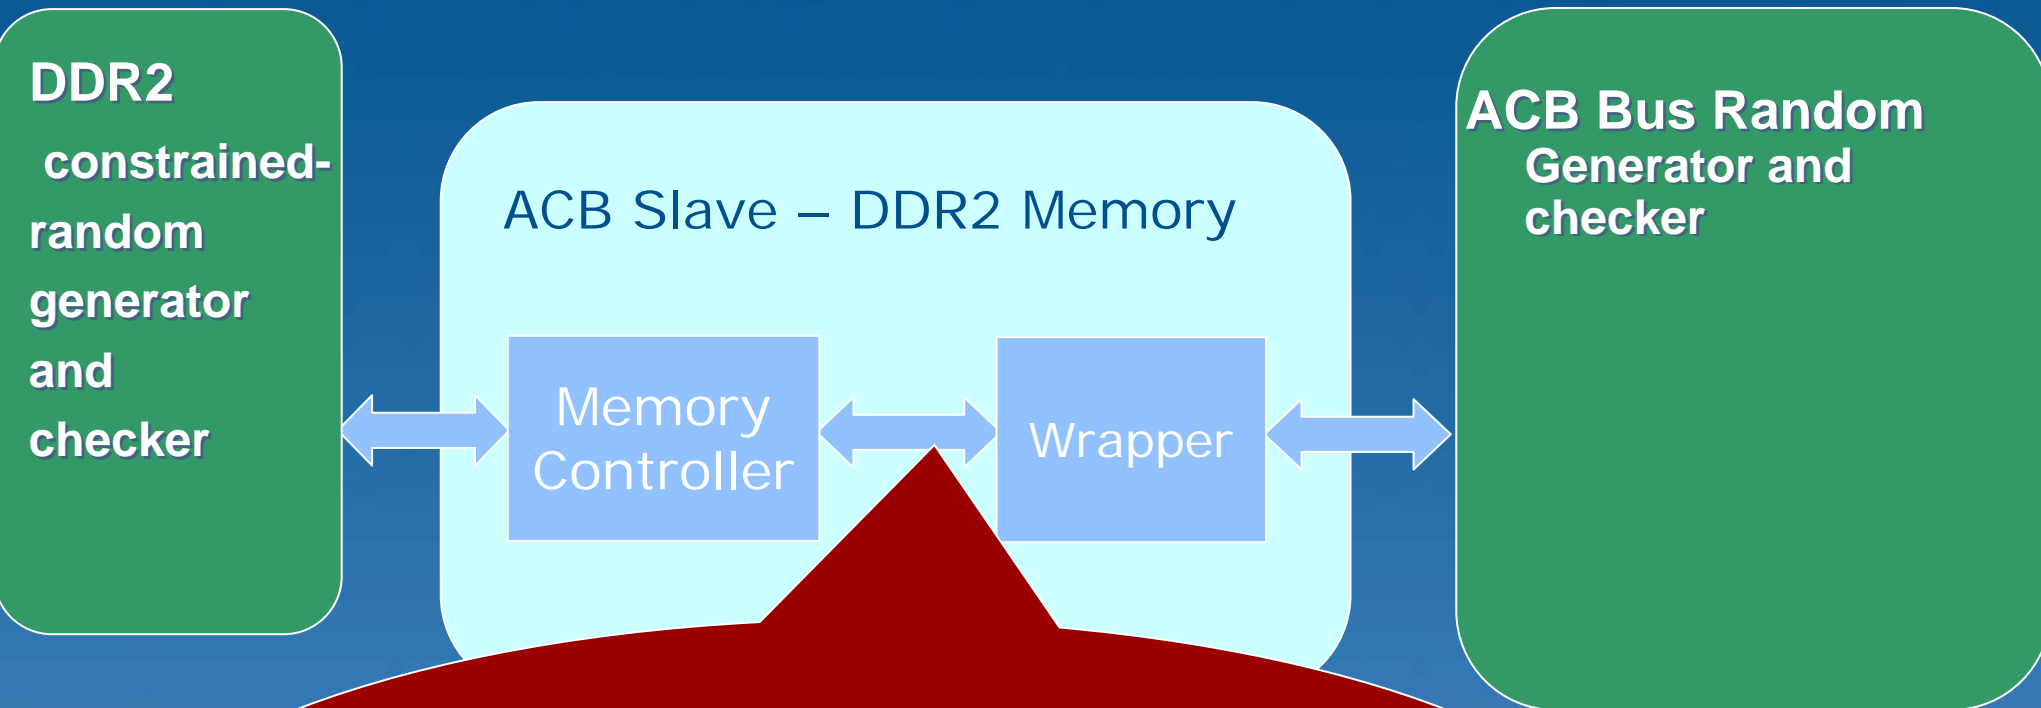 DDR2
constrained-
random
generator
and
checker
ACB Slave – DDR2 Memory
Memory
Controller
Wrapper
ACB Bus Random
Generator and
checker